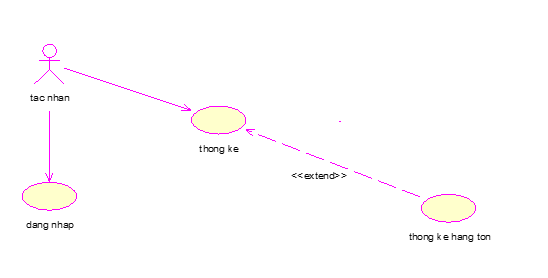 tac nhan
thong ke
<<extend>>
dang nhap
thong ke hang ton